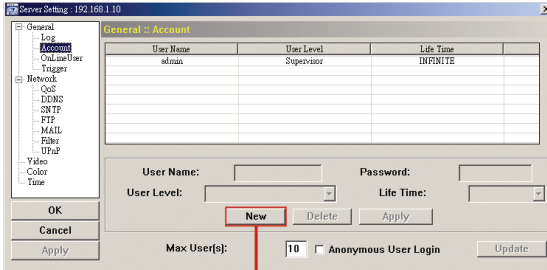 Server Setting : 192.168.1.10
General
Log
Account
OnLineUser
Trigger
Network
QoS
DDNS
SNTP
FTP
MAIL
Filter
UPnP
Video
Color
Time
OK
Cancel
Apply
General :: Account
User Name User Level Life Time
admin Supervisor INFINITE
User Name: Password:
User Level: Life Time:
New Delete Apply
Max User[s]: 10 Anonymous User Login Update